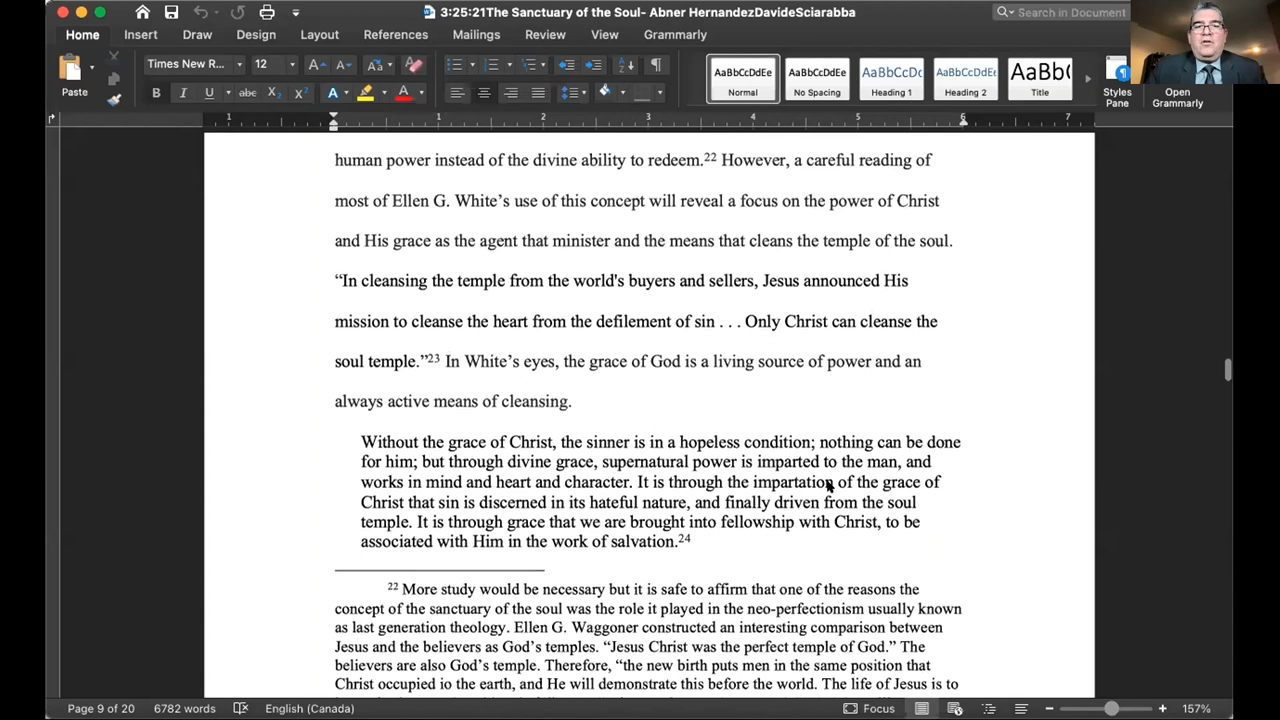 3:25:21The Sanctuary of the Soul- Abner HernandezDavideSciarabba
Search in Document
Home Insert Draw Design Layout References Mailings Review View Grammarly
Times New R... 12
Paste
AaBbCcDdEe AaBbCcDdEe AaBbCcDc AaBbCcDdEe AaBbC
Normal No Spacing Heading 1 Heading 2 Title
Styles Pane
Open Grammarly
1 1 2 3 4 5 6 7
human power instead of the divine ability to redeem.22 However, a careful reading of
most of Ellen G. White’s use of this concept will reveal a focus on the power of Christ
and His grace as the agent that minister and the means that cleans the temple of the soul.
“In cleansing the temple from the world's buyers and sellers, Jesus announced His
mission to cleanse the heart from the defilement of sin . . . Only Christ can cleanse the
soul temple.”23 In White’s eyes, the grace of God is a living source of power and an
always active means of cleansing.
Without the grace of Christ, the sinner is in a hopeless condition; nothing can be done
for him; but through divine grace, supernatural power is imparted to the man, and
works in mind and heart and character. It is through the impartation of the grace of
Christ that sin is discerned in its hateful nature, and finally driven from the soul
temple. It is through grace that we are brought into fellowship with Christ, to be
associated with Him in the work of salvation.24
22 More study would be necessary but it is safe to affirm that one of the reasons the
concept of the sanctuary of the soul was the role it played in the neo-perfectionism usually known
as last generation theology. Ellen G. Waggoner constructed an interesting comparison between
Jesus and the believers as God’s temples. “Jesus Christ was the perfect temple of God.” The
believers are also God’s temple. Therefore, “the new birth puts men in the same position that
Christ occupied io the earth, and He will demonstrate this before the world. The life of Jesus is to
Page 9 of 20 6782 words English (Canada) Focus 157%